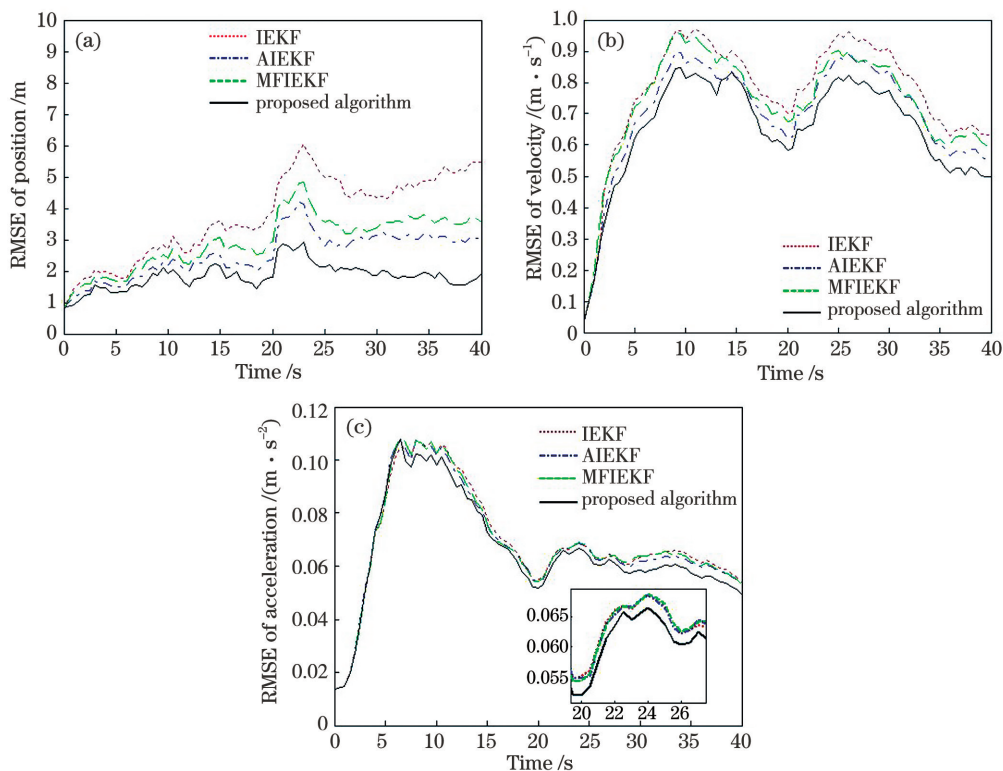 (a)
IEKF
AIEKF
MFIEKF
proposed algorithm
RMSE of position /m
10
9
8
7
6
5
4
3
2
1
0
0 5 10 15 20 25 30 35 40
Time /s
(b)
IEKF
AIEKF
MFIEKF
proposed algorithm
RMSE of velocity /(m · s⁻¹)
1.0
0.9
0.8
0.7
0.6
0.5
0.4
0.3
0.2
0.1
0
0 5 10 15 20 25 30 35 40
Time /s
(c)
IEKF
AIEKF
MFIEKF
proposed algorithm
RMSE of acceleration /(m · s⁻²)
0.12
0.10
0.08
0.06
0.04
0.02
0
0.065
0.060
0.055
20 22 24 26
0 5 10 15 20 25 30 35 40
Time /s